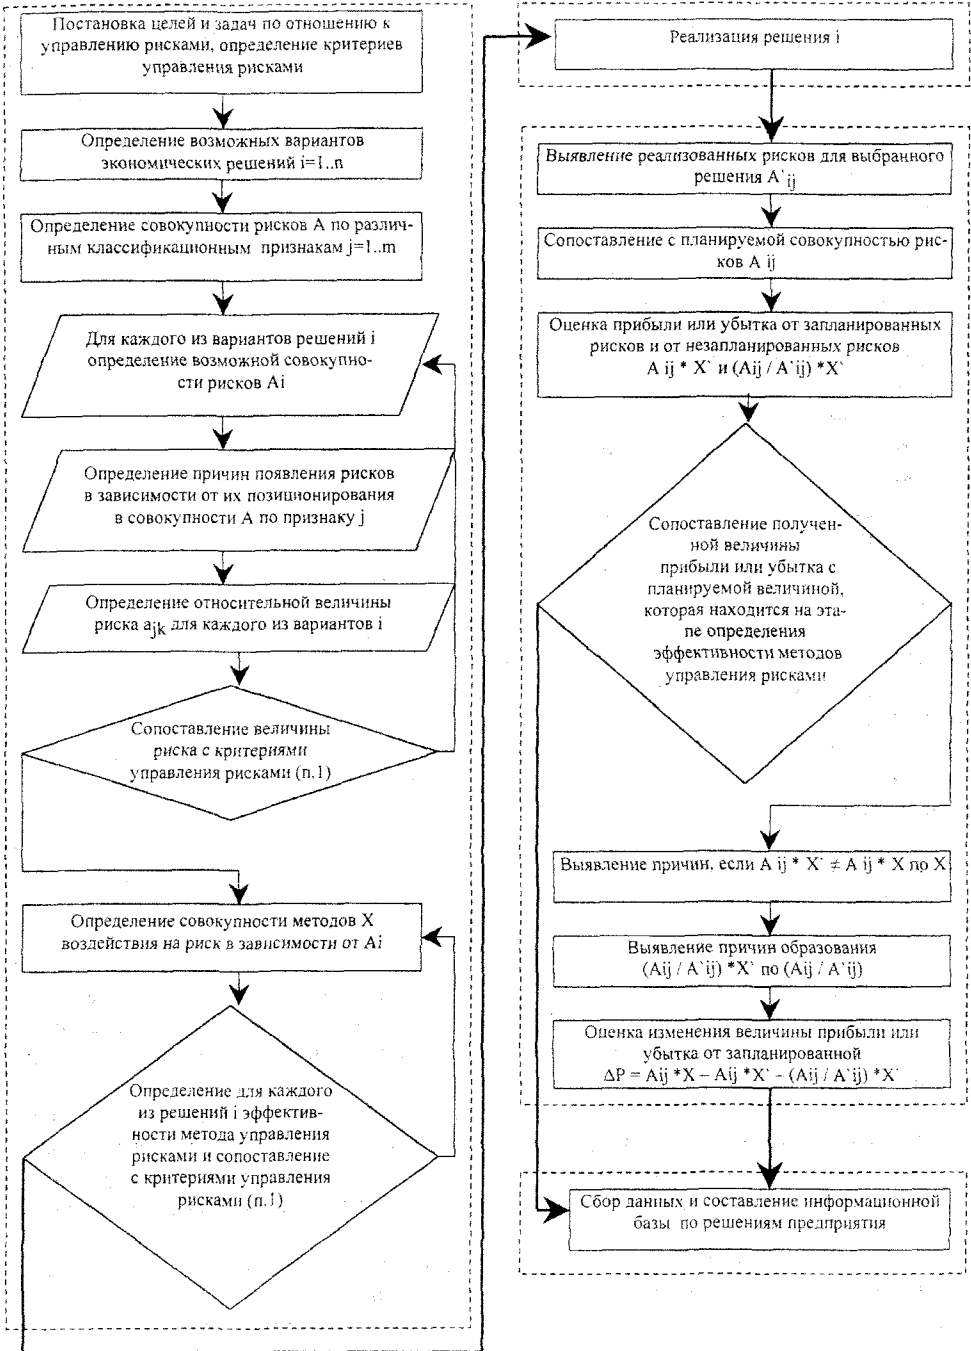 Постановка целей и задач по отношению к
управлению рисками, определение критериев
управления рисками
Определение возможных вариантов
экономических решений i=1..n
Определение совокупности рисков А по различ-
ным классификационным признакам j=1..m
Для каждого из вариантов решений i
определение возможной совокупно-
сти рисков Ai
Определение причин появления рисков
в зависимости от их позиционирования
в совокупности А по признаку j
Определение относительной величины
риска ajk для каждого из вариантов i
Сопоставление величины
риска с критериями
управления рисками (п.1)
Определение совокупности методов X
воздействия на риск в зависимости от Ai
Определение для каждого
из решений i эффектив-
ности метода управления
рисками и сопоставление
с критериями управления
рисками (п.1)
Реализация решения i
Выявление реализованных рисков для выбранного
решения A`ij
Сопоставление с планируемой совокупностью рис-
ков A ij
Оценка прибыли или убытка от запланированных
рисков и от незапланированных рисков
A ij * X` и (Aij / A`ij) *X`
Сопоставление получен-
ной величины
прибыли или убытка с
планируемой величиной,
которая находится на эта-
пе определения
эффективности методов
управления рисками
Выявление причин, если A ij * X` ≠ A ij * X по X
Выявление причин образования
(Aij / A`ij) *X` по (Aij / A`ij)
Оценка изменения величины прибыли или
убытка от запланированной
ΔP = Aij *X – Aij *X` - (Aij / A`ij) *X`
Сбор данных и составление информационной
базы по решениям предприятия